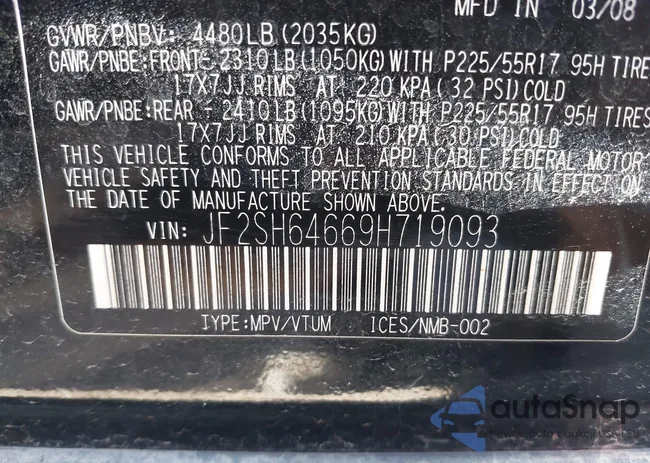 MFD IN 03/08
GVWR/PNBV: 4480LB(2035KG)
GAWR/PNBE:FRONT- 2310LB(1050KG)WITH P225/55R17 95H TIRE
17X7JJ RIMS AT 220 KPA(32 PSI)COLD
GAWR/PNBE:REAR - 2410LB(1095KG)WITH P225/55R17 95H TIRES
17X7JJ RIMS AT 210 KPA(30 PSI)COLD
THIS VEHICLE CONFORMS TO ALL APPLICABLE FEDERAL MOTOR
VEHICLE SAFETY AND THEFT PREVENTION STANDARDS IN EFFECT ON
THE DATE OF MANUFACTURE SHOWN ABOVE.
VIN: JF2SH64669H719093
TYPE:MPV/VTUM ICES/NMB-002
autaSnap